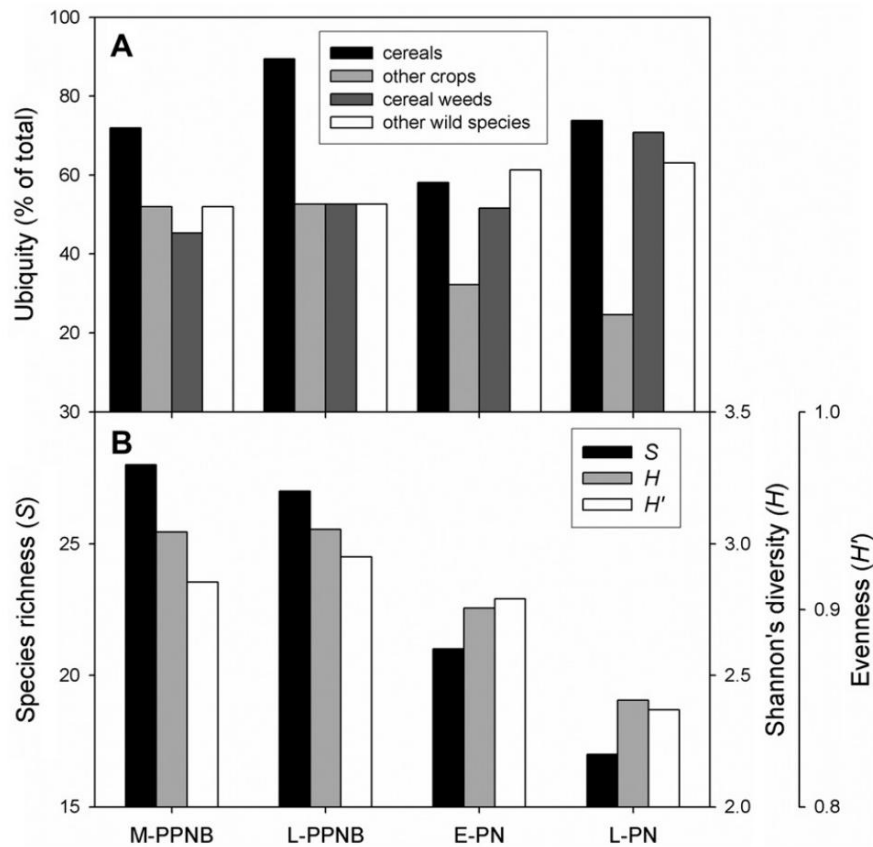 A
cereals
other crops
cereal weeds
other wild species
100
80
60
40
20
30
Ubiquity (% of total)
B
S
H
H'
25
20
15
Species richness (S)
3.5
3.0
2.5
2.0
Shannon's diversity (H)
1.0
0.9
0.8
Evenness (H')
M-PPNB L-PPNB E-PN L-PN